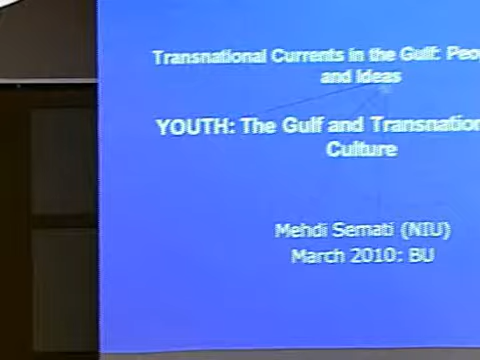 Transnational Currents in the Gulf:
and Ideas
YOUTH: The Gulf and
Culture
Mehdi Semati (NIU)
March 2010: BU